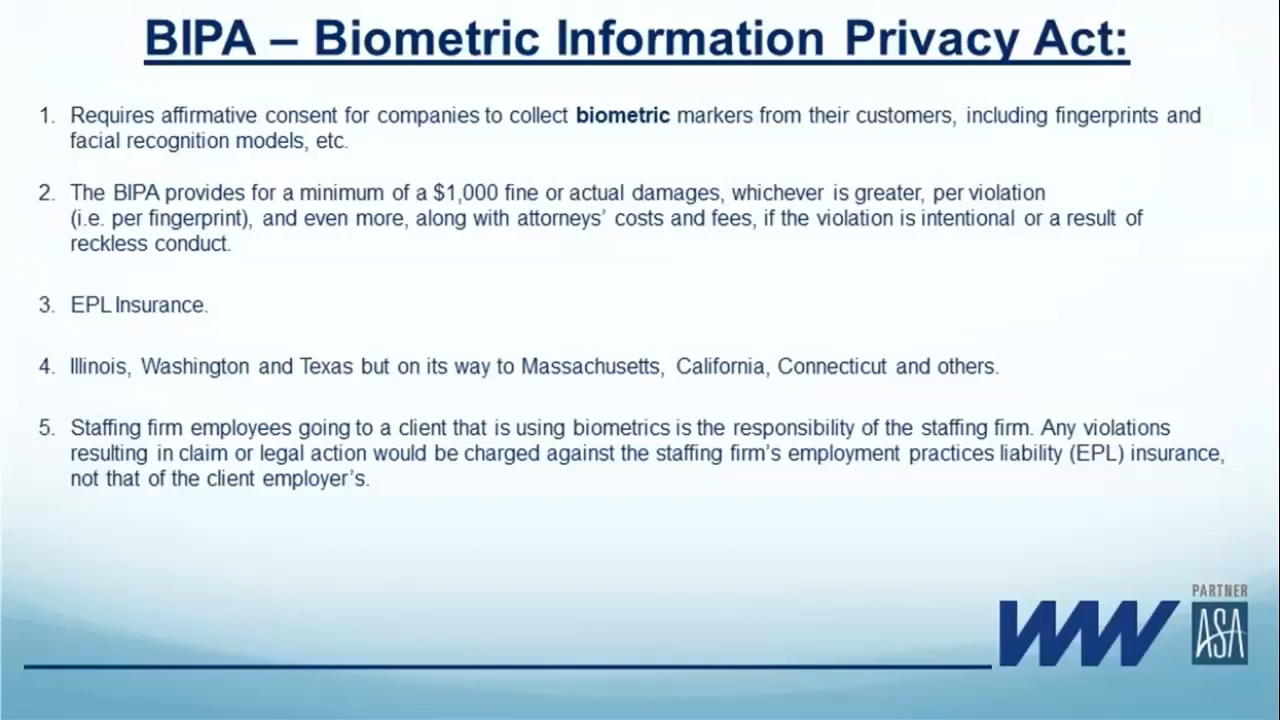 BIPA – Biometric Information Privacy Act:
1. Requires affirmative consent for companies to collect biometric markers from their customers, including fingerprints and
facial recognition models, etc.
2. The BIPA provides for a minimum of a $1,000 fine or actual damages, whichever is greater, per violation
(i.e. per fingerprint), and even more, along with attorneys’ costs and fees, if the violation is intentional or a result of
reckless conduct.
3. EPL Insurance.
4. Illinois, Washington and Texas but on its way to Massachusetts, California, Connecticut and others.
5. Staffing firm employees going to a client that is using biometrics is the responsibility of the staffing firm. Any violations
resulting in claim or legal action would be charged against the staffing firm’s employment practices liability (EPL) insurance,
not that of the client employer’s.
PARTNER
WW
ASA